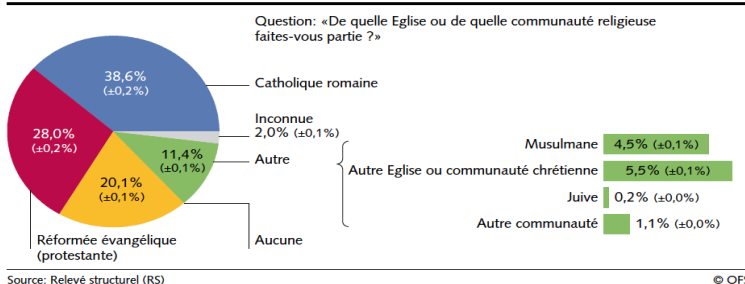 Question: «De quelle Eglise ou de quelle communauté religieuse
faites-vous partie ?»
38,6%
(±0,2%)
Catholique romaine
Inconnue
2,0% (±0,1%)
28,0%
(±0,2%)
11,4%
(±0,1%)
Autre
20,1%
(±0,1%)
Réformée évangélique
(protestante)
Aucune
Musulmane 4,5% (±0,1%)
Autre Eglise ou communauté chrétienne 5,5% (±0,1%)
Juive 0,2% (±0,0%)
Autre communauté 1,1% (±0,0%)
Source: Relevé structurel (RS)
© OFS